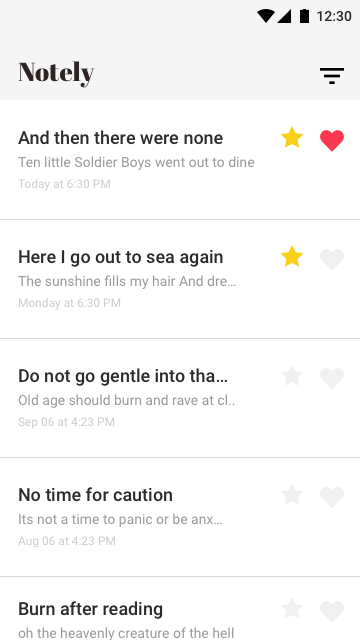 12:30
Notely
And then there were none
Ten little Soldier Boys went out to dine
Today at 6:30 PM
Here I go out to sea again
The sunshine fills my hair And dre...
Monday at 6:30 PM
Do not go gentle into tha...
Old age should burn and rave at cl..
Sep 06 at 4:23 PM
No time for caution
Its not a time to panic or be anx...
Aug 06 at 4:23 PM
Burn after reading
oh the heavenly creature of the hell